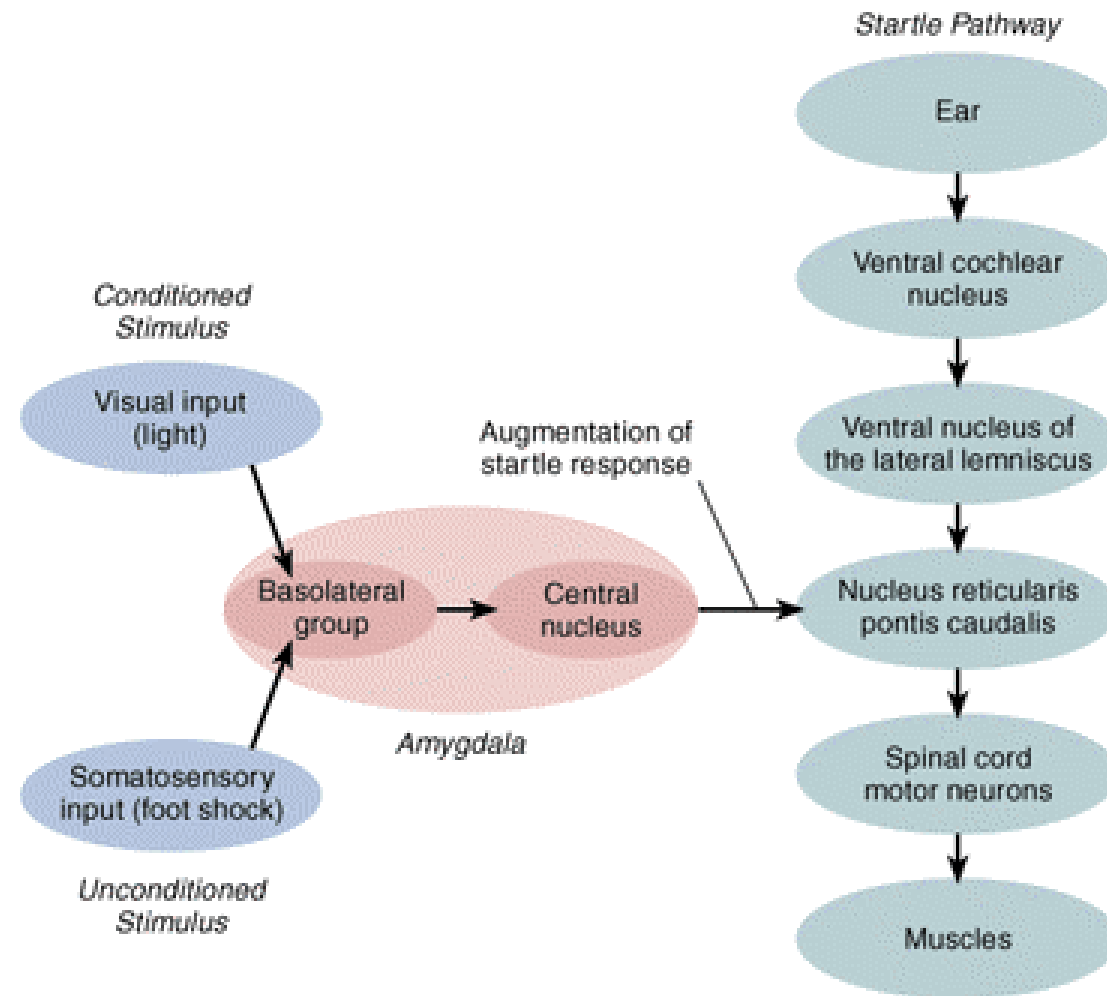 Startle Pathway
Ear
Ventral cochlear
nucleus
Conditioned
Stimulus
Visual input
(light)
Ventral nucleus of
the lateral lemniscus
Augmentation of
startle response
Basolateral
group
Central
nucleus
Nucleus reticularis
pontis caudalis
Amygdala
Somatosensory
input (foot shock)
Spinal cord
motor neurons
Unconditioned
Stimulus
Muscles